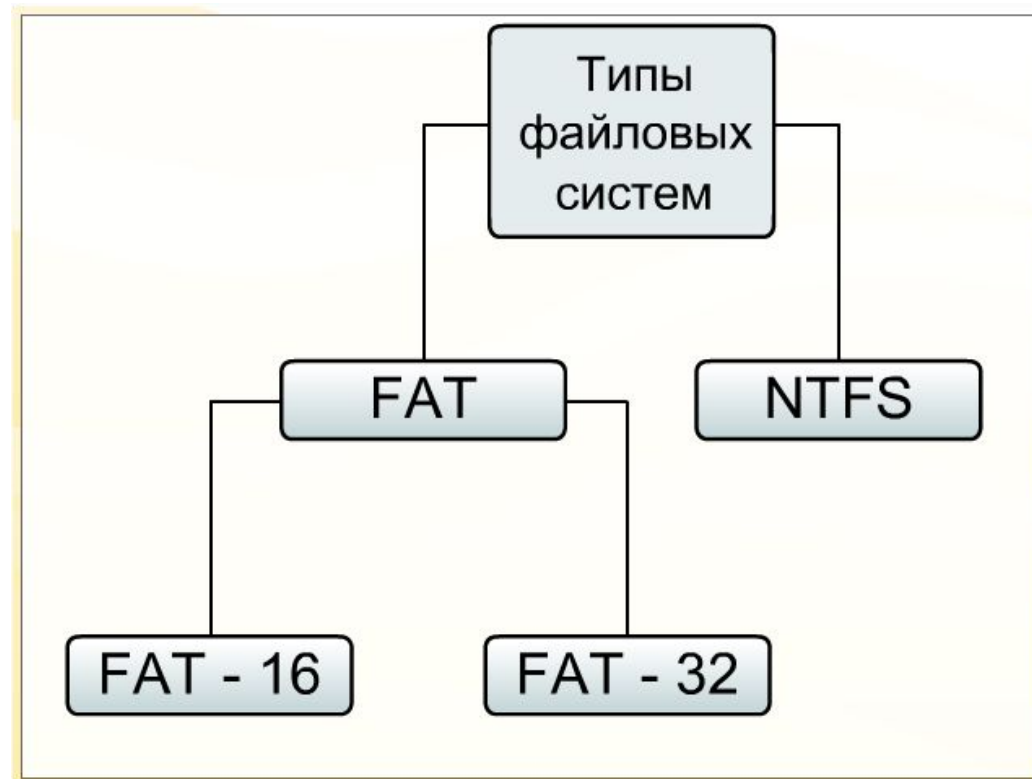 Типы
файловых
систем
FAT
NTFS
FAT - 16
FAT - 32